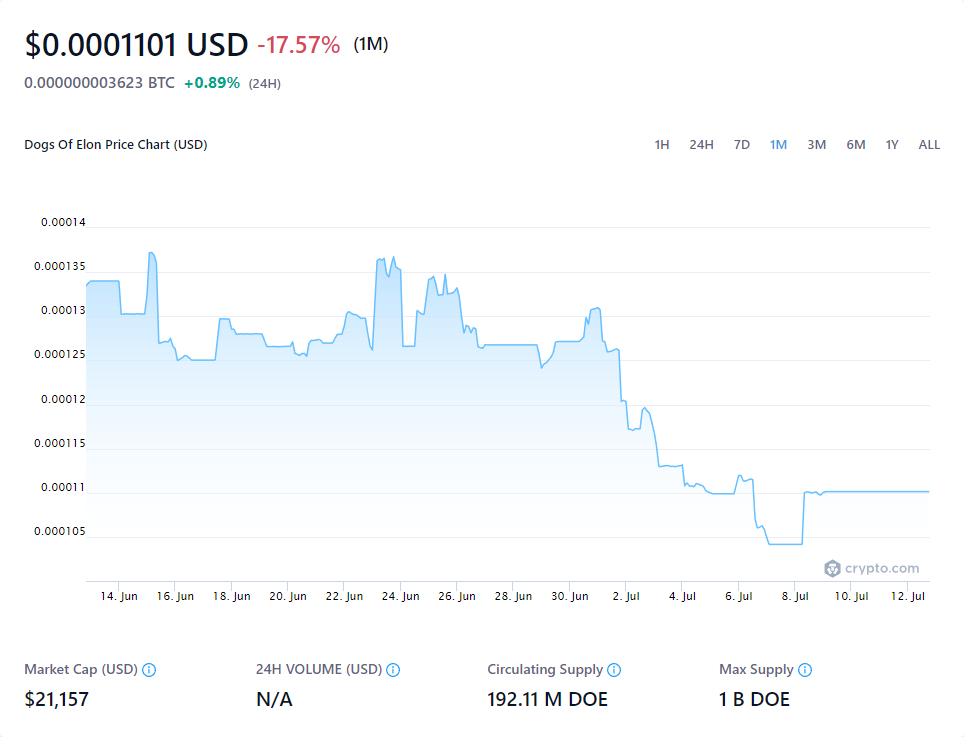 $0.0001101 USD -17.57% (1M)
0.000000003623 BTC +0.89% (24H)
Dogs Of Elon Price Chart (USD) 1H 24H 7D 1M 3M 6M 1Y ALL
0.00014
0.000135
0.00013
0.000125
0.00012
0.000115
0.00011
0.000105
crypto.com
14. Jun 16. Jun 18. Jun 20. Jun 22. Jun 24. Jun 26. Jun 28. Jun 30. Jun 2. Jul 4. Jul 6. Jul 8. Jul 10. Jul 12. Jul
Market Cap (USD) 24H VOLUME (USD) Circulating Supply Max Supply
$21,157 N/A 192.11 M DOE 1 B DOE